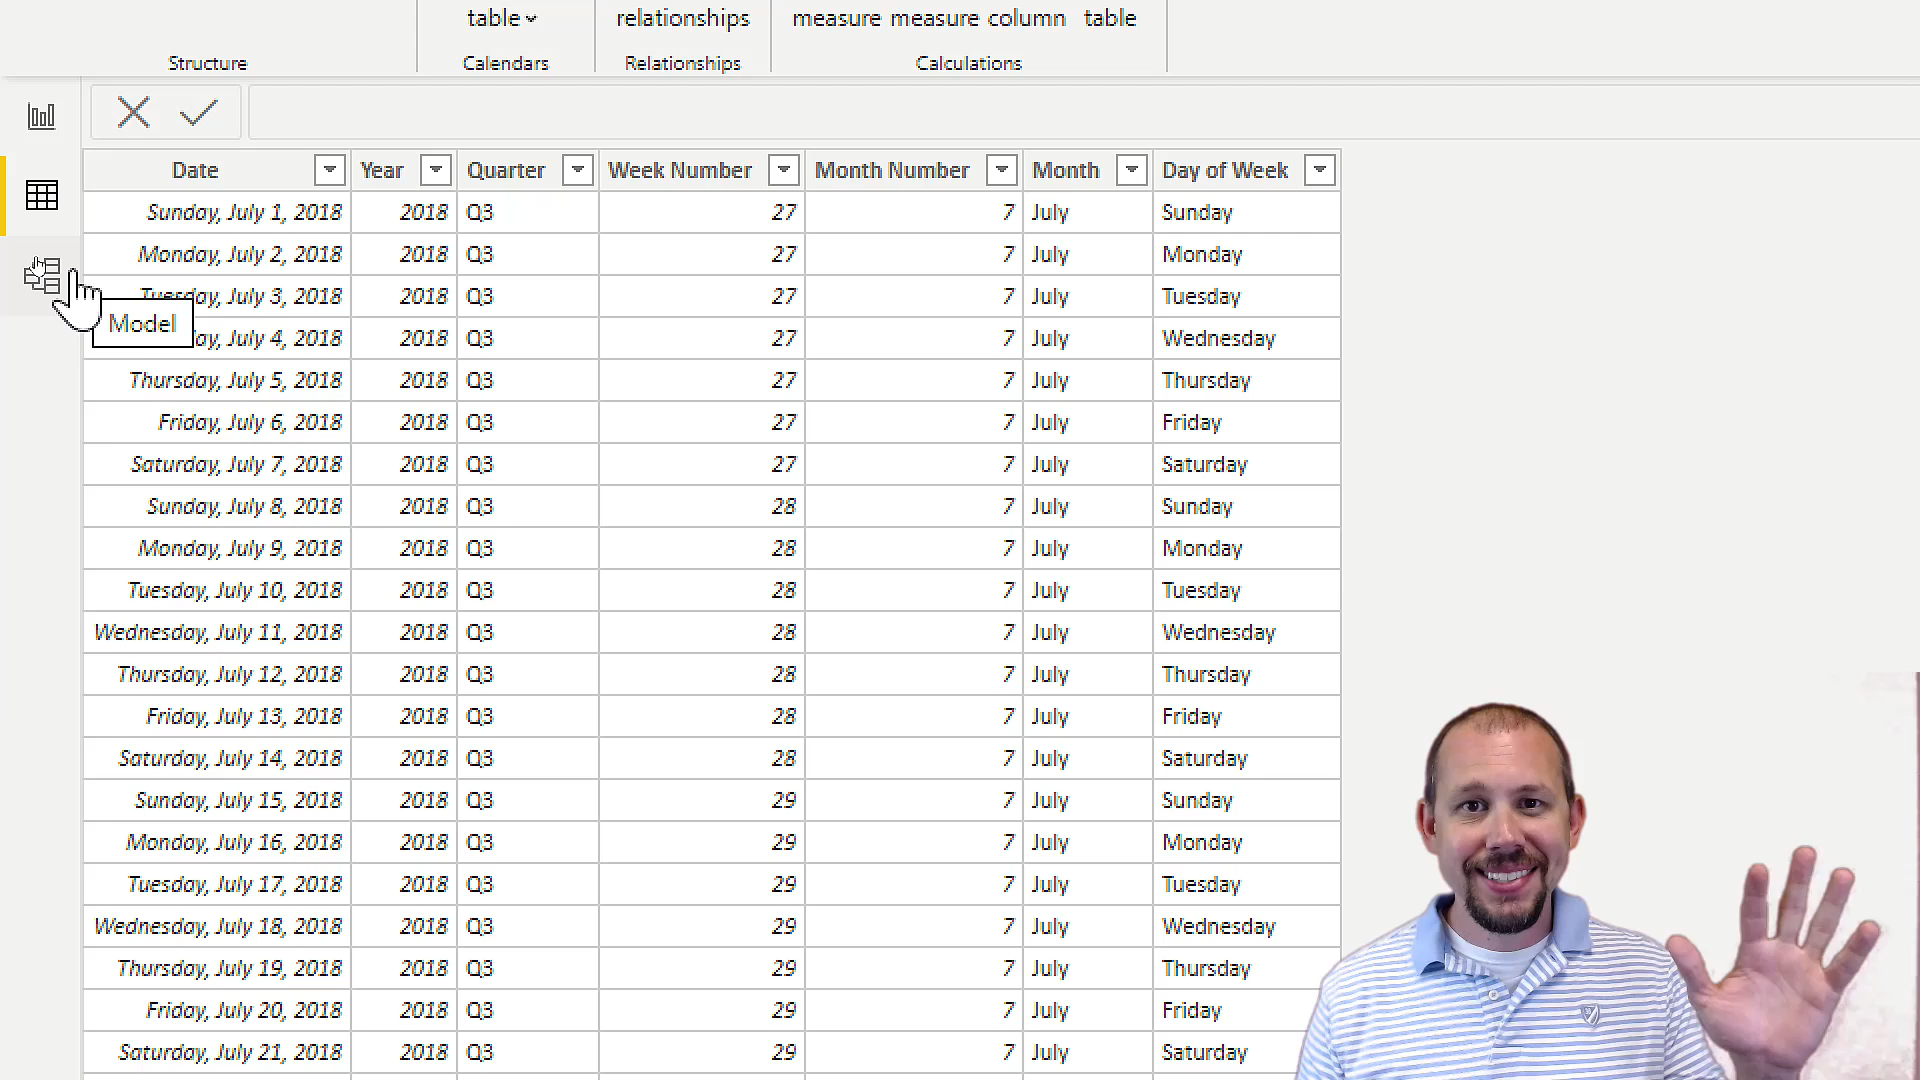 table relationships measure measure column table
Structure Calendars Relationships Calculations
Date Year Quarter Week Number Month Number Month Day of Week
Sunday, July 1, 2018 2018 Q3 27 7 July Sunday
Monday, July 2, 2018 2018 Q3 27 7 July Monday
Tuesday, July 3, 2018 2018 Q3 27 7 July Tuesday
Model
ay, July 4, 2018 2018 Q3 27 7 July Wednesday
Thursday, July 5, 2018 2018 Q3 27 7 July Thursday
Friday, July 6, 2018 2018 Q3 27 7 July Friday
Saturday, July 7, 2018 2018 Q3 27 7 July Saturday
Sunday, July 8, 2018 2018 Q3 28 7 July Sunday
Monday, July 9, 2018 2018 Q3 28 7 July Monday
Tuesday, July 10, 2018 2018 Q3 28 7 July Tuesday
Wednesday, July 11, 2018 2018 Q3 28 7 July Wednesday
Thursday, July 12, 2018 2018 Q3 28 7 July Thursday
Friday, July 13, 2018 2018 Q3 28 7 July Friday
Saturday, July 14, 2018 2018 Q3 28 7 July Saturday
Sunday, July 15, 2018 2018 Q3 29 7 July Sunday
Monday, July 16, 2018 2018 Q3 29 7 July Monday
Tuesday, July 17, 2018 2018 Q3 29 7 July Tuesday
Wednesday, July 18, 2018 2018 Q3 29 7 July Wednesday
Thursday, July 19, 2018 2018 Q3 29 7 July Thursday
Friday, July 20, 2018 2018 Q3 29 7 July Friday
Saturday, July 21, 2018 2018 Q3 29 7 July Saturday